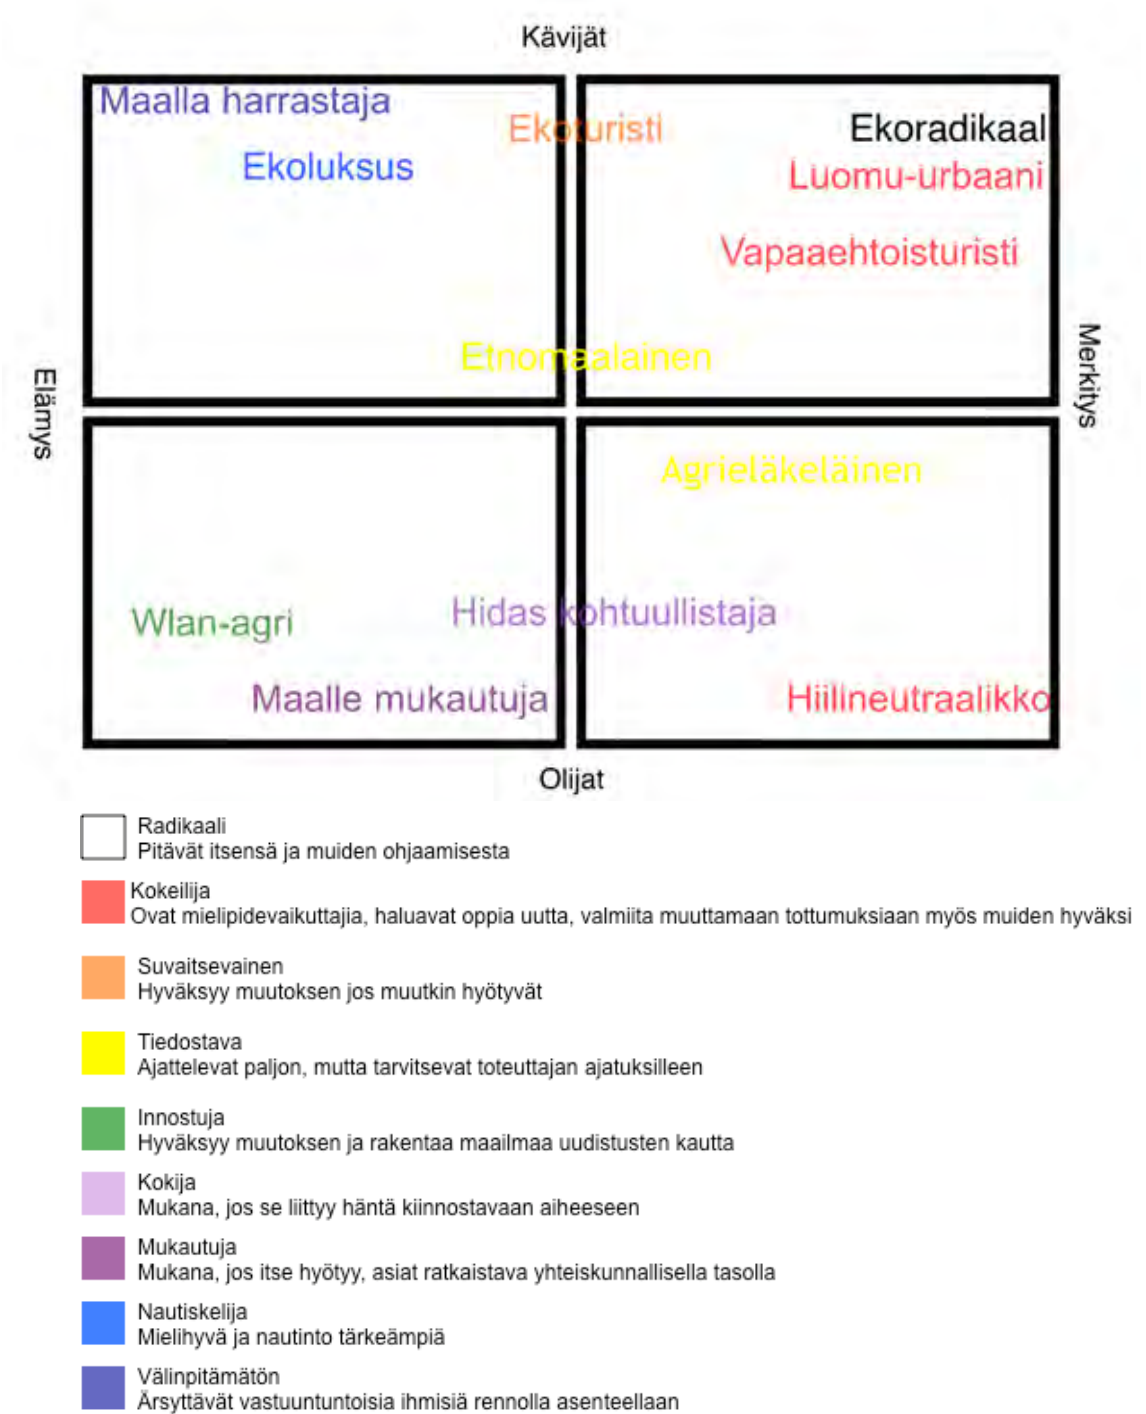 Kävijät
Maalla harrastaja
Ekoturisti
Ekoradikaal
Ekoluksus
Luomu-urbaani
Vapaaehtoisturisti
Etnomaalainen
Elämys
Merkitys
Agrieläkeläinen
Wlan-agri
Hidas kohtuullistaja
Maalle mukautuja
Hiilineutraalikko
Olijat
Radikaali
Pitävät itsensä ja muiden ohjaamisesta
Kokeilija
Ovat mielipidevaikuttajia, haluavat oppia uutta, valmiita muuttamaan tottumuksiaan myös muiden hyväksi
Suvaitsevainen
Hyväksyy muutoksen jos muutkin hyötyvät
Tiedostava
Ajattelevat paljon, mutta tarvitsevat toteuttajan ajatuksilleen
Innostuja
Hyväksyy muutoksen ja rakentaa maailmaa uudistusten kautta
Kokija
Mukana, jos se liittyy häntä kiinnostavaan aiheeseen
Mukautuja
Mukana, jos itse hyötyy, asiat ratkaistava yhteiskunnallisella tasolla
Nautiskelija
Mielihyvä ja nautinto tärkeämpiä
Välinpitämätön
Ärsyttävät vastuuntuntoisia ihmisiä rennolla asenteellaan